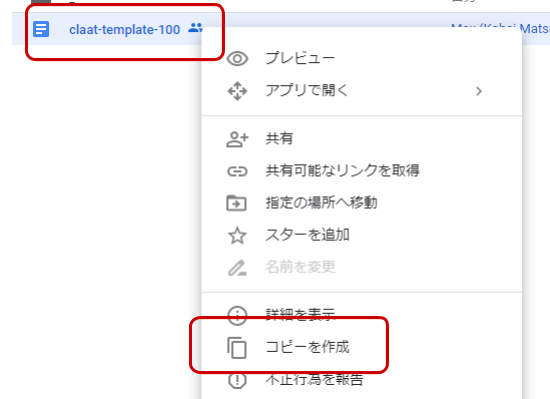 claat-template-100
プレビュー
アプリで開く
共有
共有可能なリンクを取得
指定の場所へ移動
スターを追加
名前を変更
詳細を表示
コピーを作成
不正行為を報告